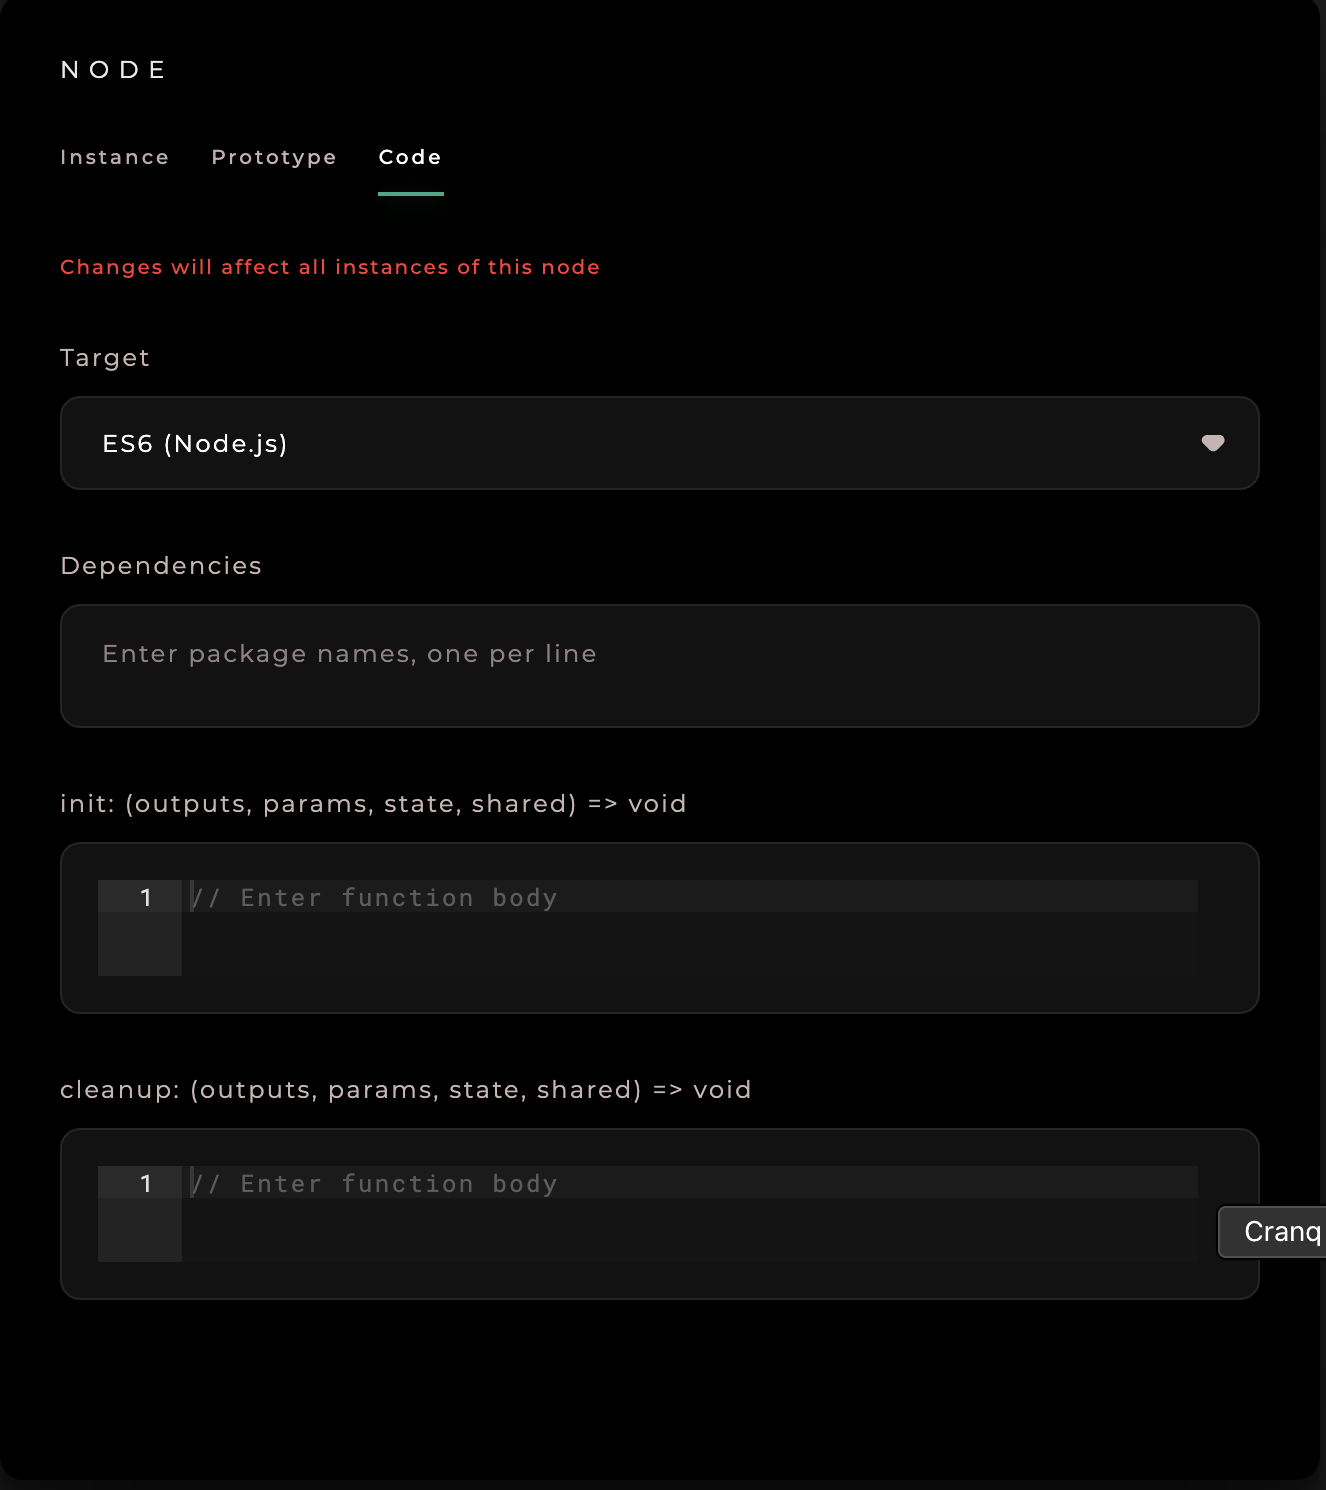 NODE
Instance Prototype Code
Changes will affect all instances of this node
Target
ES6 (Node.js)
Dependencies
Enter package names, one per line
init: (outputs, params, state, shared) => void
1 // Enter function body
cleanup: (outputs, params, state, shared) => void
1 // Enter function body
Cranq